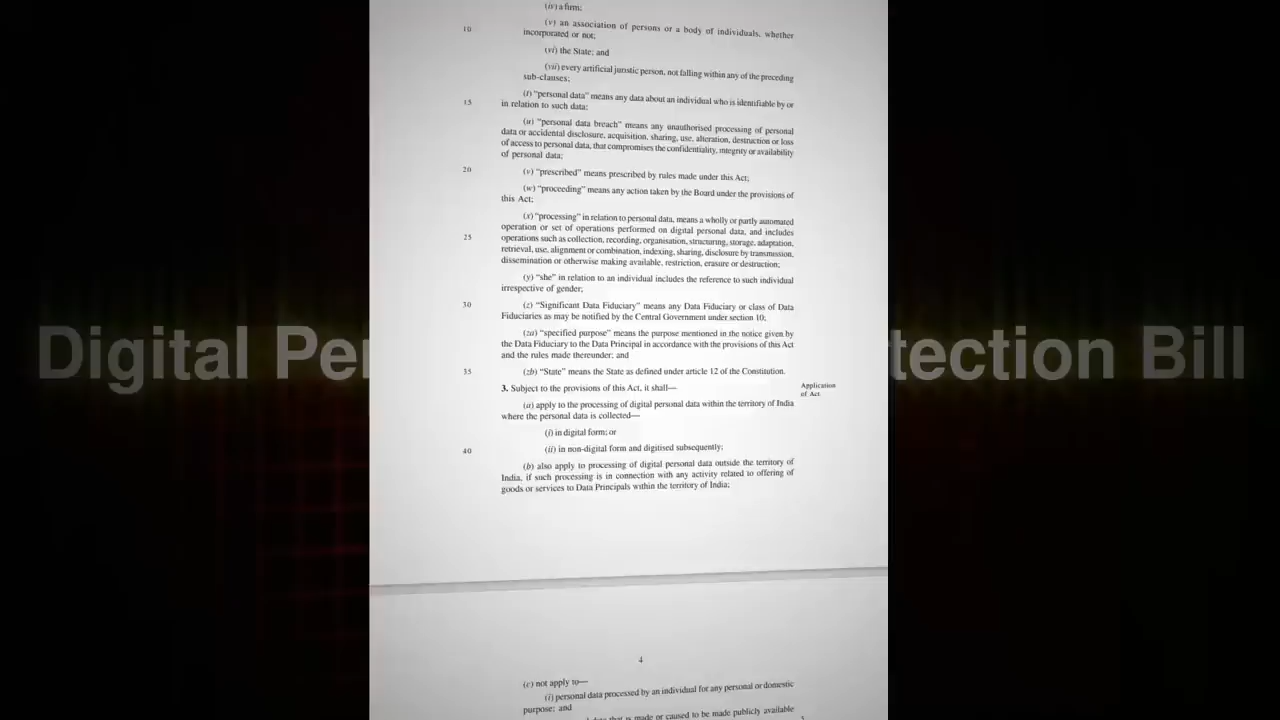 (iv) a firm;
10
(v) an association of persons or a body of individuals, whether
incorporated or not;
(vi) the State; and
(vii) every artificial juristic person, not falling within any of the preceding
sub-clauses;
(t) “personal data” means any data about an individual who is identifiable by or
15
in relation to such data;
(u) “personal data breach” means any unauthorised processing of personal
data or accidental disclosure, acquisition, sharing, use, alteration, destruction or loss
of access to personal data, that compromises the confidentiality, integrity or availability
of personal data;
20
(v) “prescribed” means prescribed by rules made under this Act;
(w) “proceeding” means any action taken by the Board under the provisions of
this Act;
(x) “processing” in relation to personal data, means a wholly or partly automated
operation or set of operations performed on digital personal data, and includes
25
operations such as collection, recording, organisation, structuring, storage, adaptation,
retrieval, use, alignment or combination, indexing, sharing, disclosure by transmission,
dissemination or otherwise making available, restriction, erasure or destruction;
(y) “she” in relation to an individual includes the reference to such individual
irrespective of gender;
30
(z) “Significant Data Fiduciary” means any Data Fiduciary or class of Data
Fiduciaries as may be notified by the Central Government under section 10;
(za) “specified purpose” means the purpose mentioned in the notice given by
the Data Fiduciary to the Data Principal in accordance with the provisions of this Act
and the rules made thereunder; and
35
(zb) “State” means the State as defined under article 12 of the Constitution.
3. Subject to the provisions of this Act, it shall—
Application
of Act.
(a) apply to the processing of digital personal data within the territory of India
where the personal data is collected—
(i) in digital form; or
40
(ii) in non-digital form and digitised subsequently;
(b) also apply to processing of digital personal data outside the territory of
India, if such processing is in connection with any activity related to offering of
goods or services to Data Principals within the territory of India;
4
(c) not apply to—
(i) personal data processed by an individual for any personal or domestic
purpose; and
data that is made or caused to be made publicly available
Digital Pe
tection Bill